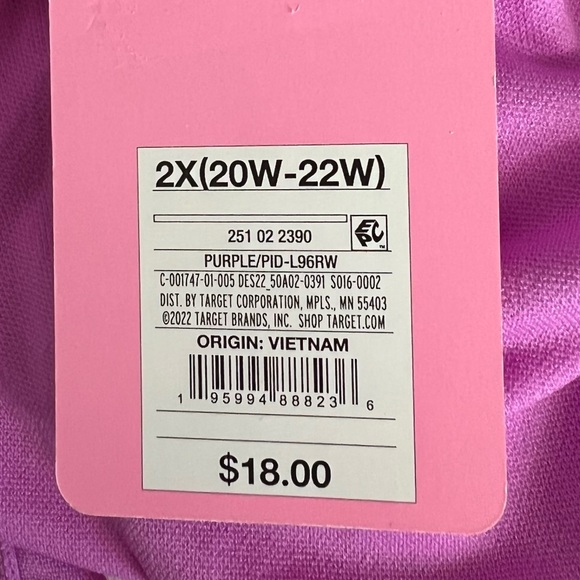 2X(20W-22W)
251 02 2390
EPC™
PURPLE/PID-L96RW
C-001747-01-005 DES22_50A02-0391 S016-0002
DIST. BY TARGET CORPORATION, MPLS., MN 55403
©2022 TARGET BRANDS, INC. SHOP TARGET.COM
ORIGIN: VIETNAM
1 95994 88823 6
$18.00